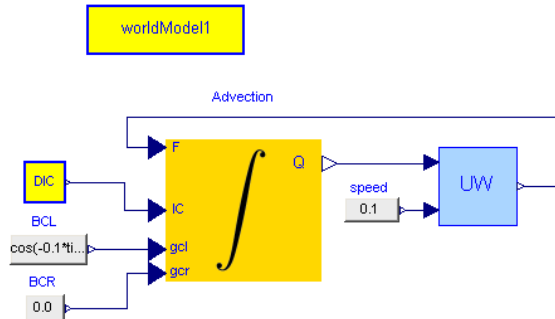 worldModel1
Advection
F
Q
DIC
IC
speed
0.1
UW
BCL
cos(-0.1*ti...
gcl
gcr
BCR
0.0